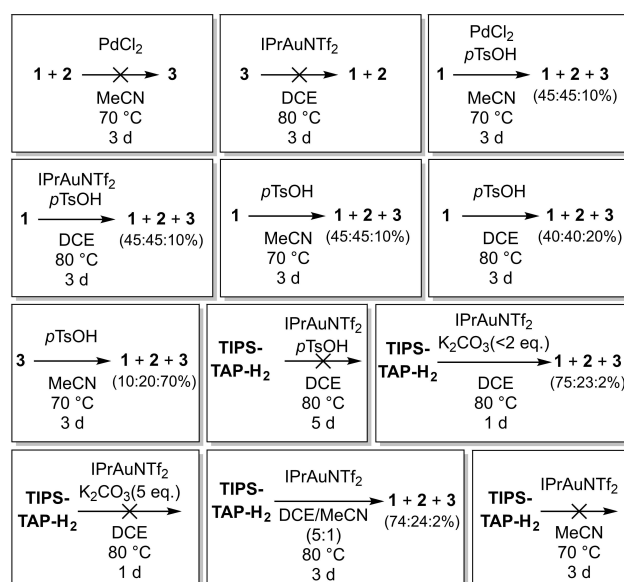 PdCl2
1 + 2 3
MeCN
70 °C
3 d
IPrAuNTf2
3 1 + 2
DCE
80 °C
3 d
PdCl2
pTsOH
1 1 + 2 + 3
MeCN (45:45:10%)
70 °C
3 d
IPrAuNTf2
pTsOH
1 1 + 2 + 3
DCE (45:45:10%)
80 °C
3 d
pTsOH
1 1 + 2 + 3
MeCN (45:45:10%)
70 °C
3 d
pTsOH
1 1 + 2 + 3
DCE (40:40:20%)
80 °C
3 d
pTsOH
3 1 + 2 + 3
MeCN (10:20:70%)
70 °C
3 d
IPrAuNTf2
TIPS- pTsOH
TAP-H2
DCE
80 °C
5 d
IPrAuNTf2
TIPS- K2CO3(<2 eq.)
TAP-H2 1 + 2 + 3
DCE (75:23:2%)
80 °C
1 d
IPrAuNTf2
TIPS- K2CO3(5 eq.)
TAP-H2
DCE
80 °C
1 d
IPrAuNTf2
TIPS-
TAP-H2 1 + 2 + 3
DCE/MeCN (74:24:2%)
(5:1)
80 °C
3 d
IPrAuNTf2
TIPS-
TAP-H2
MeCN
70 °C
3 d